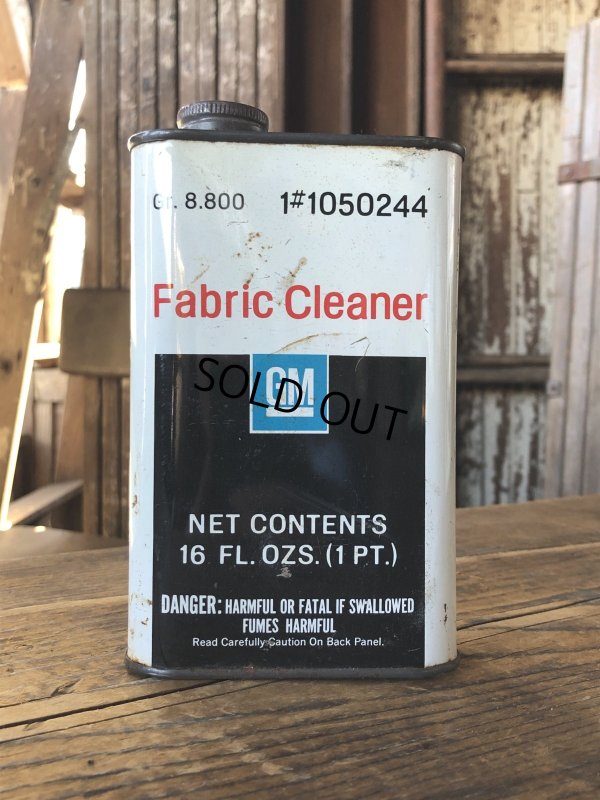 Gr. 8.800 1#1050244
Fabric Cleaner
GM
SOLD OUT
NET CONTENTS
16 FL. OZS. (1 PT.)
DANGER: HARMFUL OR FATAL IF SWALLOWED
FUMES HARMFUL
Read Carefully Caution On Back Panel.